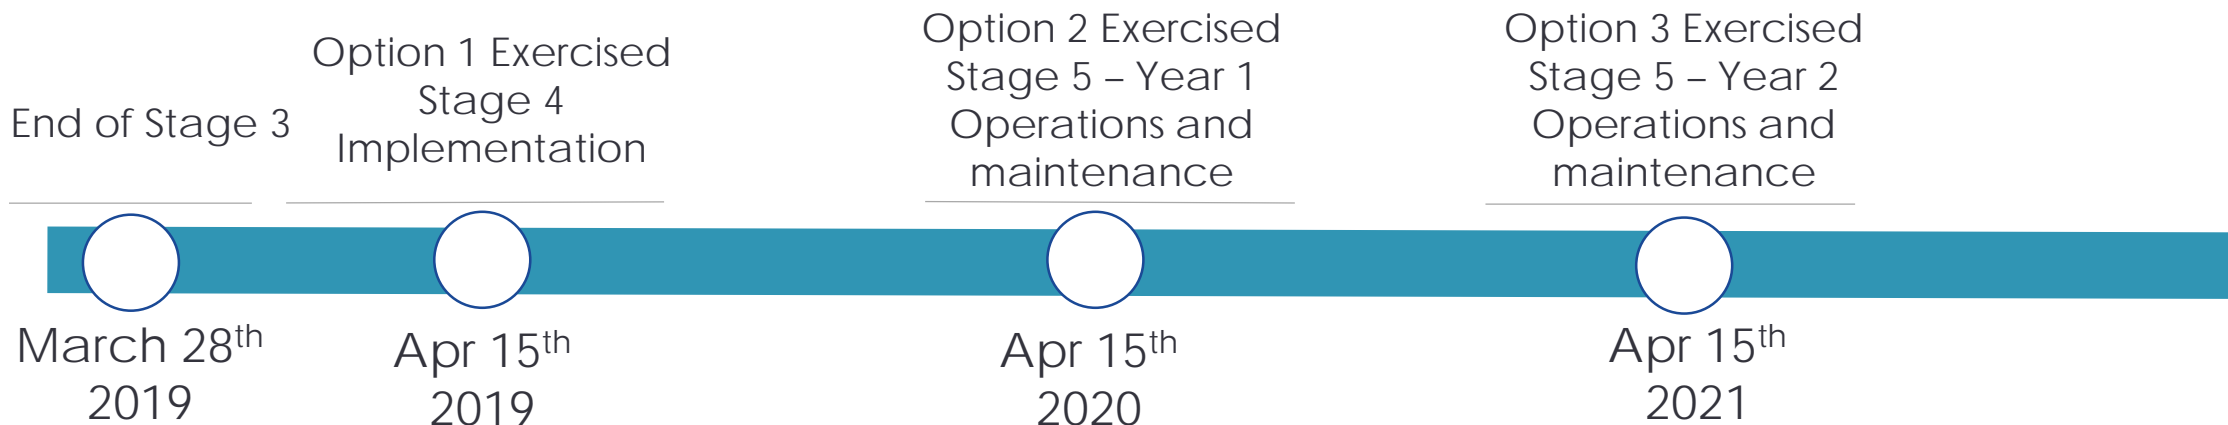 End of Stage 3
March 28th
2019
Option 1 Exercised
Stage 4
Implementation
Apr 15th
2019
Option 2 Exercised
Stage 5 – Year 1
Operations and
maintenance
Apr 15th
2020
Option 3 Exercised
Stage 5 – Year 2
Operations and
maintenance
Apr 15th
2021